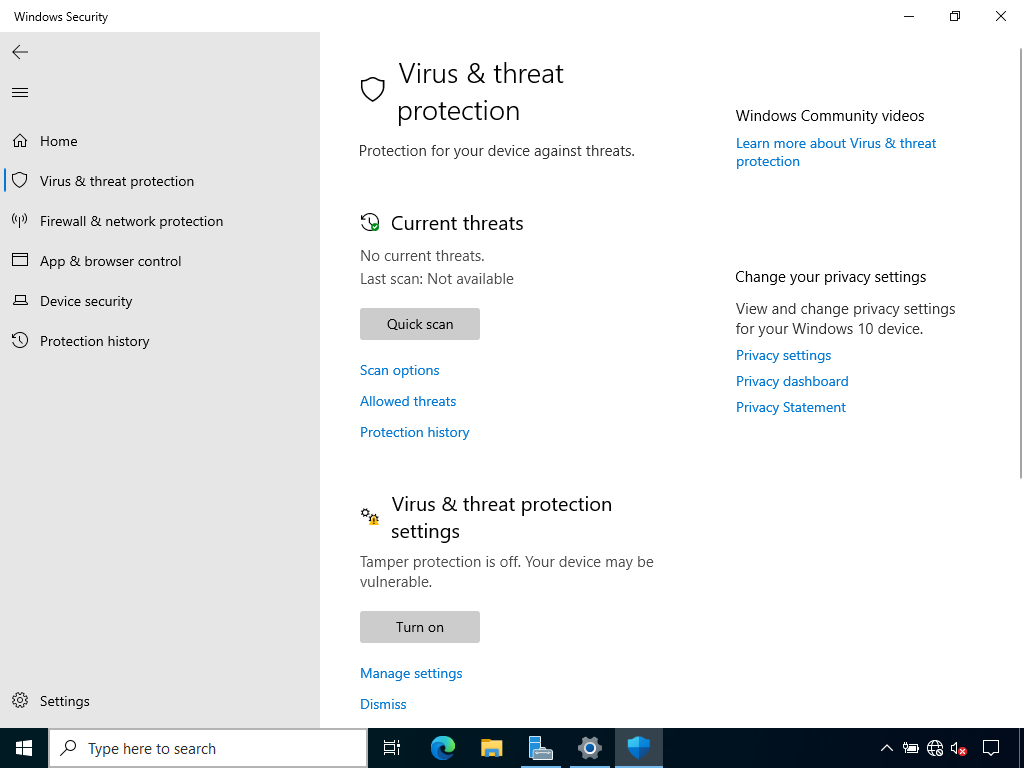 Windows Security
Home
Virus & threat protection
Firewall & network protection
App & browser control
Device security
Protection history
Settings
Virus & threat
protection
Protection for your device against threats.
Current threats
No current threats.
Last scan: Not available
Quick scan
Scan options
Allowed threats
Protection history
Virus & threat protection
settings
Tamper protection is off. Your device may be
vulnerable.
Turn on
Manage settings
Dismiss
Windows Community videos
Learn more about Virus & threat
protection
Change your privacy settings
View and change privacy settings
for your Windows 10 device.
Privacy settings
Privacy dashboard
Privacy Statement
Type here to search